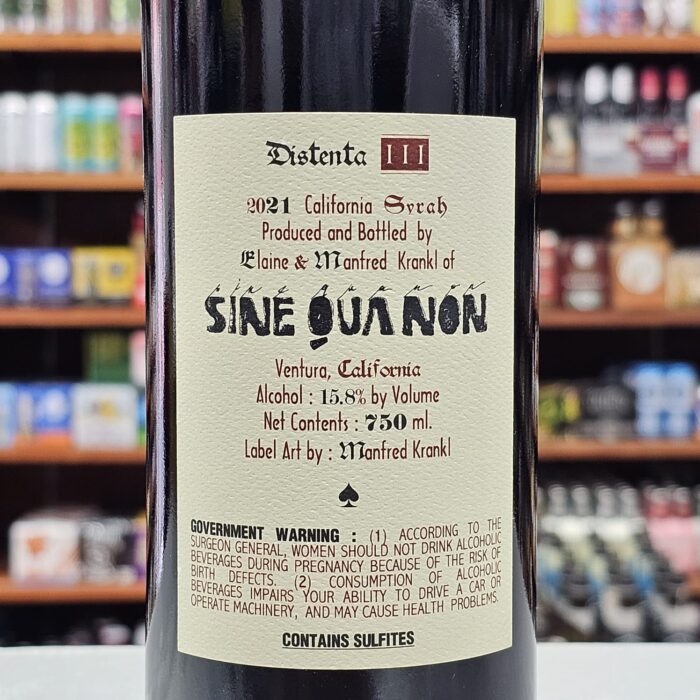 Distenta III
2021 California Syrah
Produced and Bottled by
Elaine & Manfred Krankl of
sine qua non
SINE QUA NON
Ventura, California
Alcohol : 15.8% by Volume
Net Contents : 750 ml.
Label Art by : Manfred Krankl
GOVERNMENT WARNING : (1) ACCORDING TO THE
SURGEON GENERAL, WOMEN SHOULD NOT DRINK ALCOHOLIC
BEVERAGES DURING PREGNANCY BECAUSE OF THE RISK OF
BIRTH DEFECTS. (2) CONSUMPTION OF ALCOHOLIC
BEVERAGES IMPAIRS YOUR ABILITY TO DRIVE A CAR OR
OPERATE MACHINERY, AND MAY CAUSE HEALTH PROBLEMS.
CONTAINS SULFITES